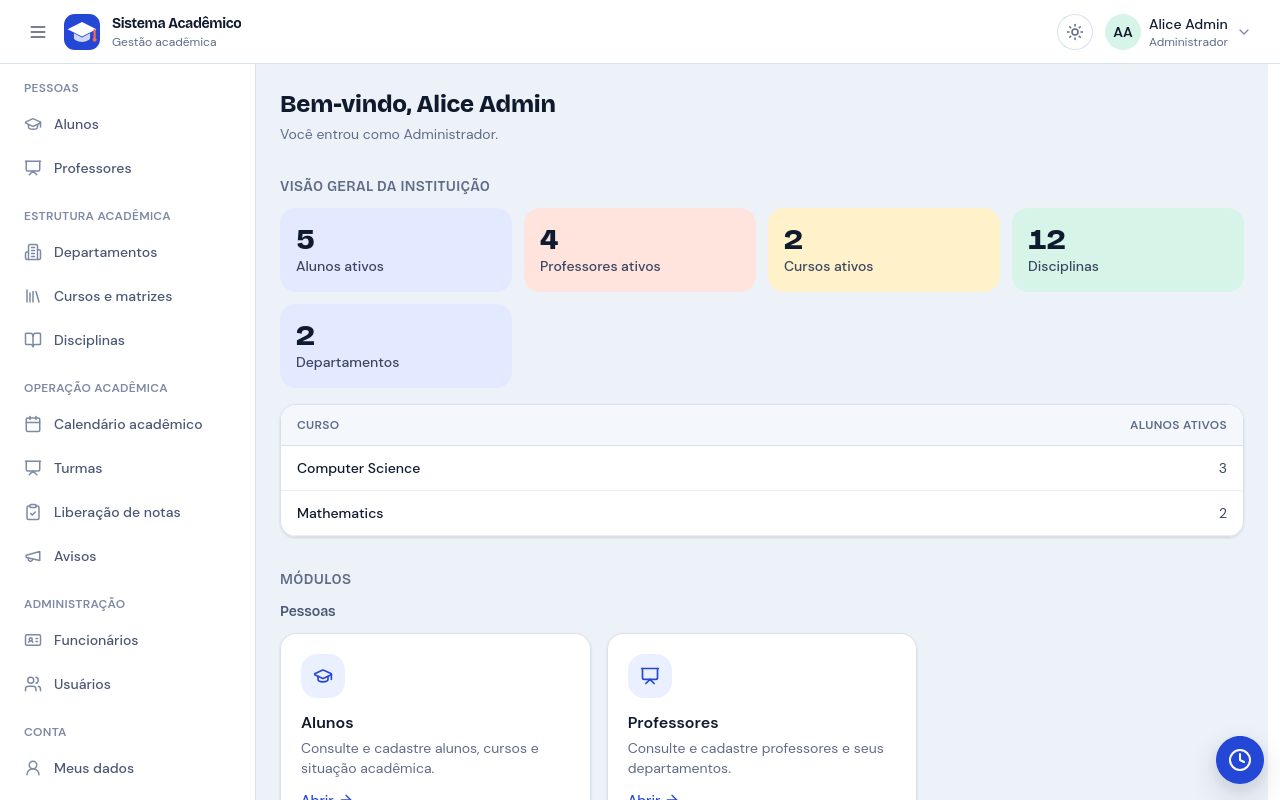 Sistema Acadêmico
Gestão acadêmica
AA
Alice Admin
Administrador
PESSOAS
Alunos
Professores
ESTRUTURA ACADÊMICA
Departamentos
Cursos e matrizes
Disciplinas
OPERAÇÃO ACADÊMICA
Calendário acadêmico
Turmas
Liberação de notas
Avisos
ADMINISTRAÇÃO
Funcionários
Usuários
CONTA
Meus dados
Bem-vindo, Alice Admin
Você entrou como Administrador.
VISÃO GERAL DA INSTITUIÇÃO
5
Alunos ativos
4
Professores ativos
2
Cursos ativos
12
Disciplinas
2
Departamentos
CURSO ALUNOS ATIVOS
Computer Science 3
Mathematics 2
MÓDULOS
Pessoas
Alunos
Consulte e cadastre alunos, cursos e
situação acadêmica.
Abrir →
Professores
Consulte e cadastre professores e seus
departamentos.
Abrir →